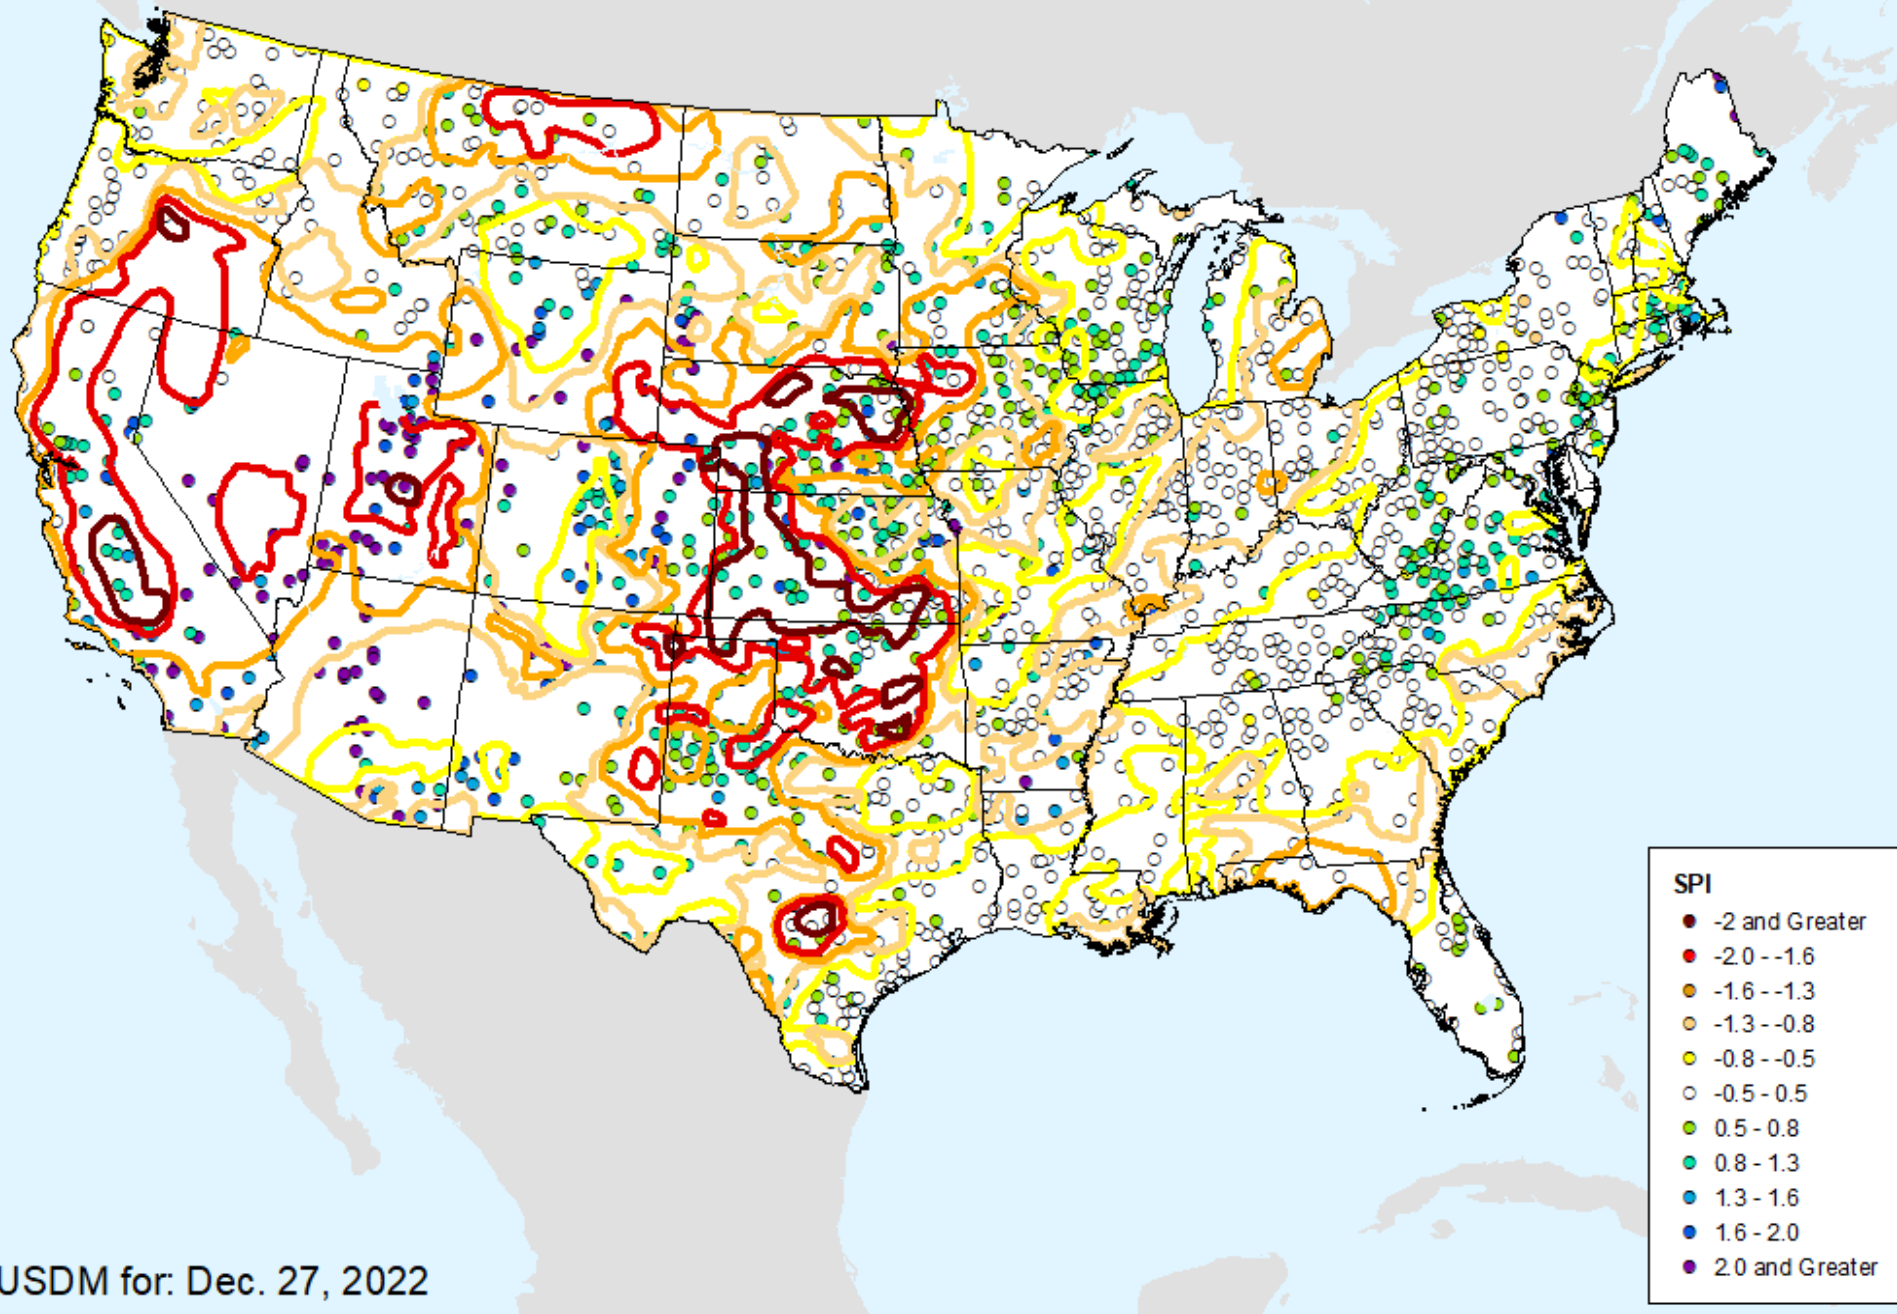 SPI
-2 and Greater
-2.0 - -1.6
-1.6 - -1.3
-1.3 - -0.8
-0.8 - -0.5
-0.5 - 0.5
0.5 - 0.8
0.8 - 1.3
1.3 - 1.6
1.6 - 2.0
2.0 and Greater
USDM for: Dec. 27, 2022